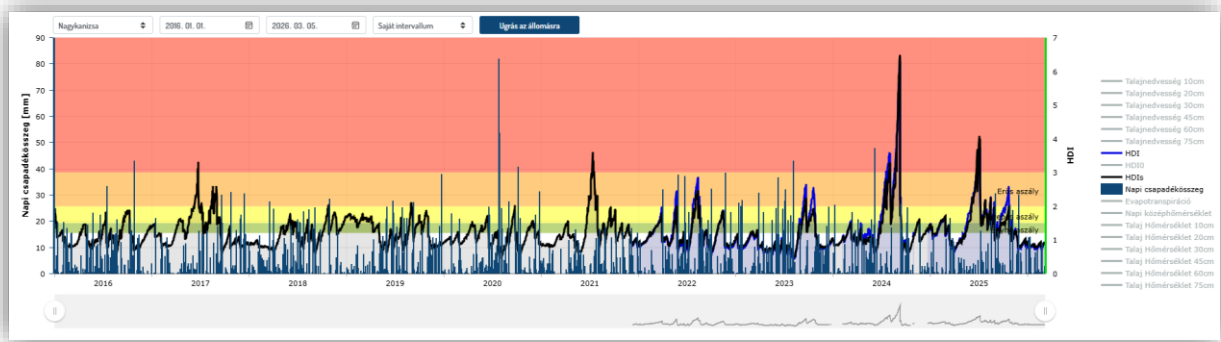 Nagykanizsa
2016. 01. 01.
2026. 03. 05.
Saját intervallum
Ugrás az állomásra
90
80
70
60
50
40
30
20
10
0
Napi csapadékösszeg [mm]
7
6
5
4
3
2
1
0
HDI
Erős aszály
aszály
aszály
2016
2017
2018
2019
2020
2021
2022
2023
2024
2025
Talajnedvesség 10cm
Talajnedvesség 20cm
Talajnedvesség 30cm
Talajnedvesség 45cm
Talajnedvesség 60cm
Talajnedvesség 75cm
HDI
HDI0
HDIs
Napi csapadékösszeg
Evapotranspiráció
Napi középhőmérséklet
Talaj Hőmérséklet 10cm
Talaj Hőmérséklet 20cm
Talaj Hőmérséklet 30cm
Talaj Hőmérséklet 45cm
Talaj Hőmérséklet 60cm
Talaj Hőmérséklet 75cm